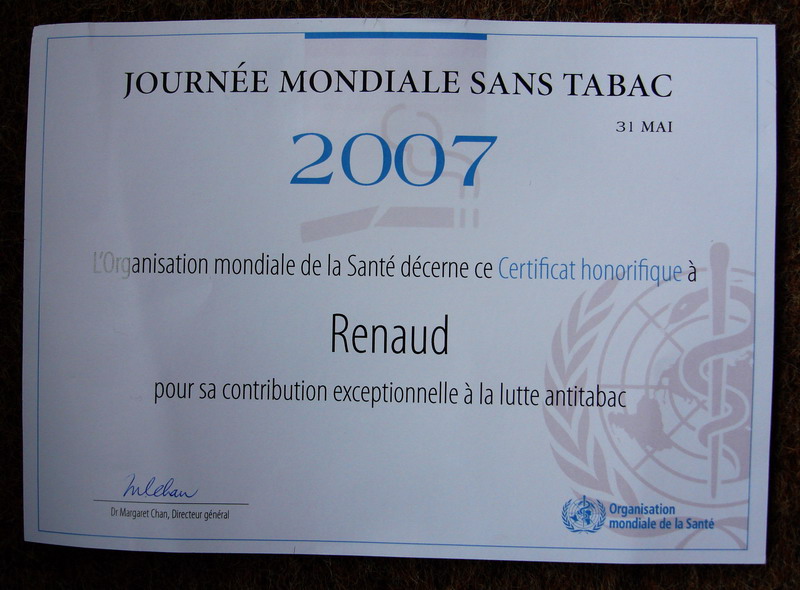 JOURNÉE MONDIALE SANS TABAC
31 MAI
2007
L'Organisation mondiale de la Santé décerne ce Certificat honorifique à
Renaud
pour sa contribution exceptionnelle à la lutte antitabac
Dr Margaret Chan, Directeur général
Organisation
mondiale de la Santé